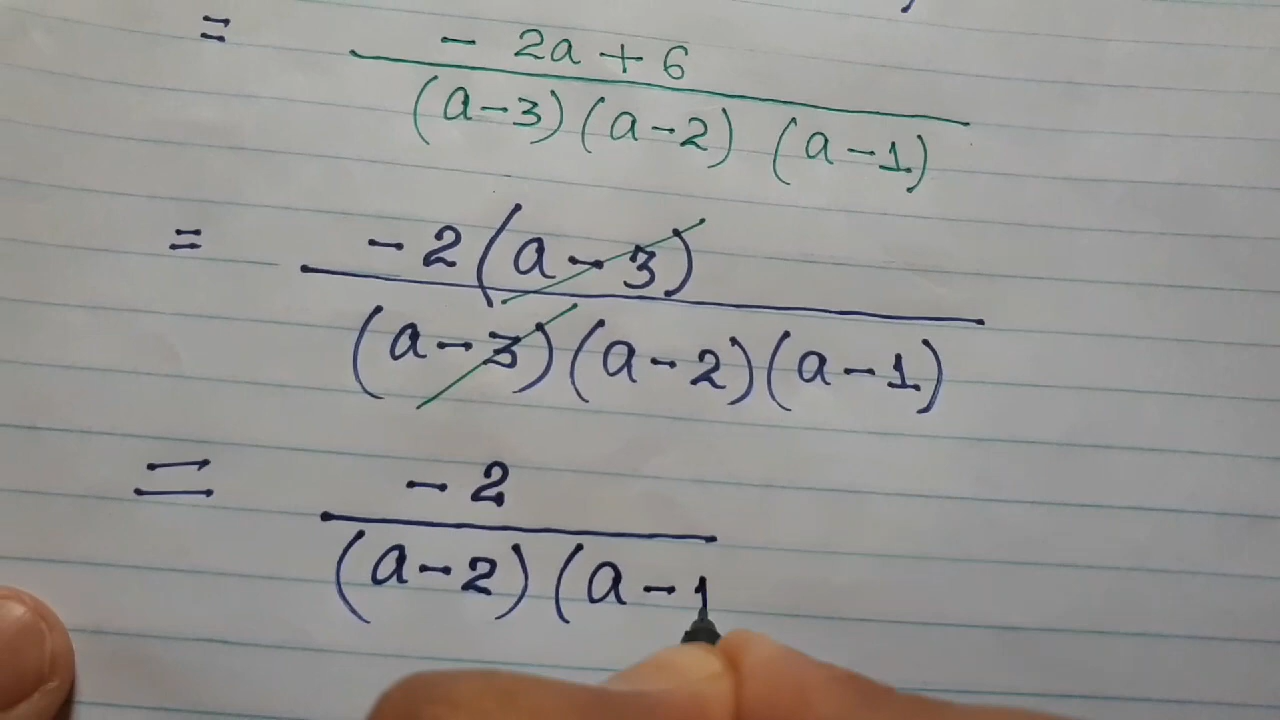 = - 2a + 6
(a-3)(a-2) (a-1)
= -2(a-3)
(a-3)(a-2)(a-1)
= -2
(a-2)(a-1